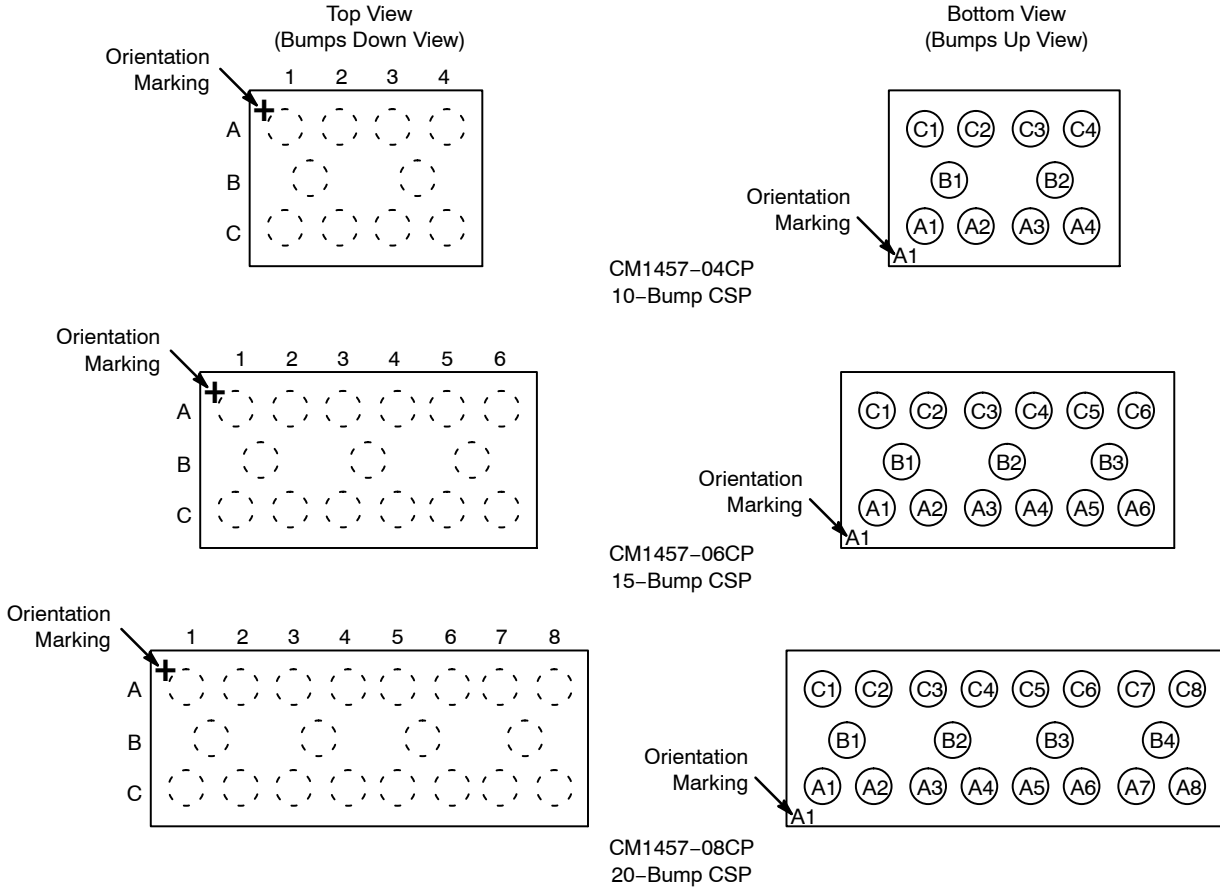 Top View
(Bumps Down View)
Orientation
Marking
1 2 3 4
A
B
C
Bottom View
(Bumps Up View)
C1 C2 C3 C4
B1 B2
A1 A2 A3 A4
Orientation
Marking
A1
CM1457−04CP
10−Bump CSP
Orientation
Marking
1 2 3 4 5 6
A
B
C
C1 C2 C3 C4 C5 C6
B1 B2 B3
A1 A2 A3 A4 A5 A6
Orientation
Marking
A1
CM1457−06CP
15−Bump CSP
Orientation
Marking
1 2 3 4 5 6 7 8
A
B
C
C1 C2 C3 C4 C5 C6 C7 C8
B1 B2 B3 B4
A1 A2 A3 A4 A5 A6 A7 A8
Orientation
Marking
A1
CM1457−08CP
20−Bump CSP